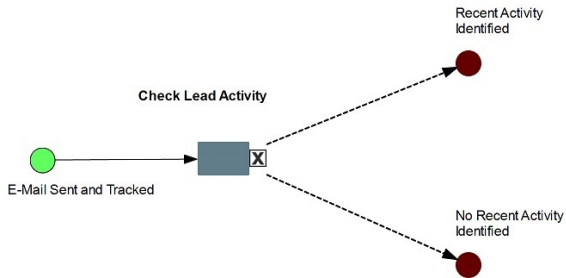 Recent Activity
Identified
Check Lead Activity
X
E-Mail Sent and Tracked
No Recent Activity
Identified